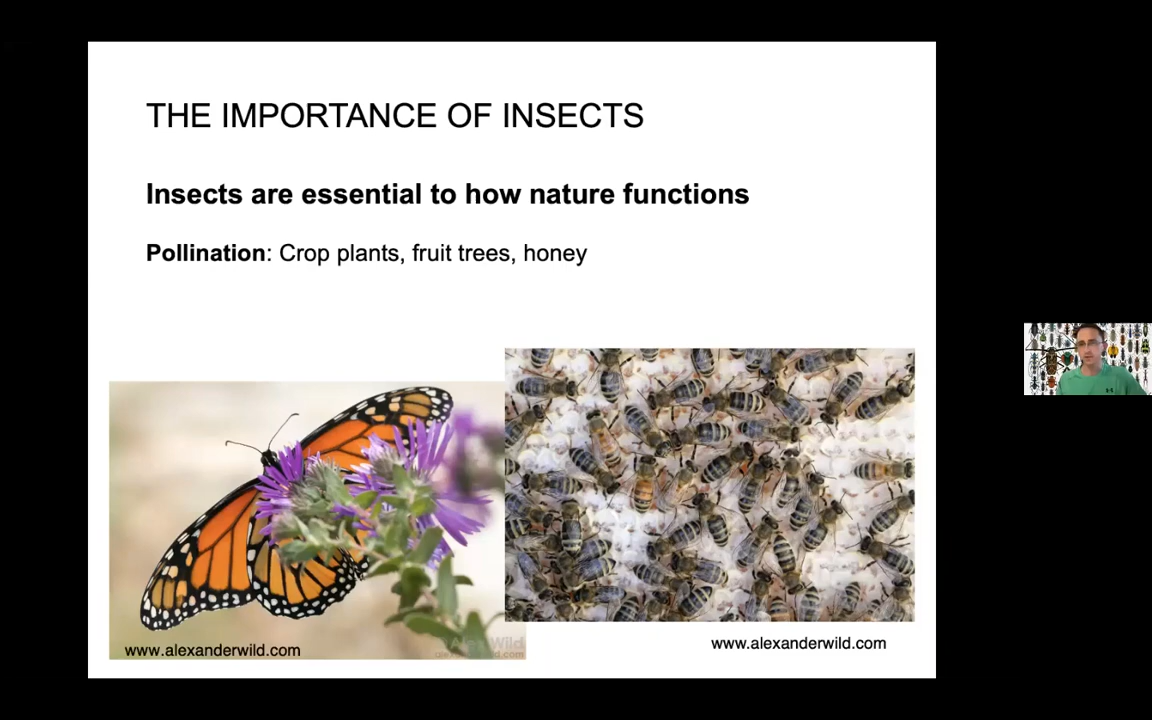 THE IMPORTANCE OF INSECTS
Insects are essential to how nature functions
Pollination: Crop plants, fruit trees, honey
www.alexanderwild.com
www.alexanderwild.com